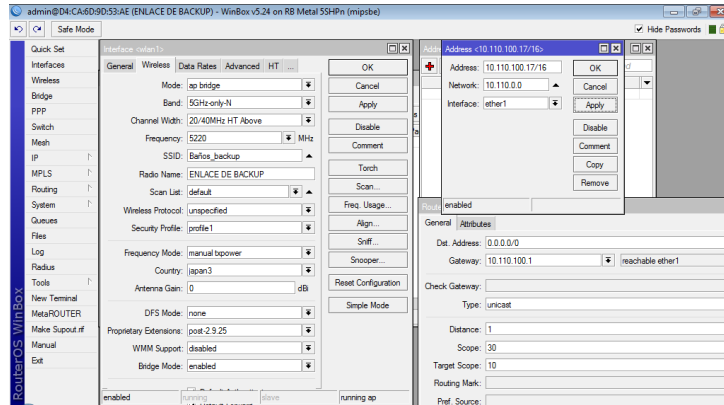 admin@D4:CA:6D:9D:53:AE (ENLACE DE BACKUP) - WinBox v5.24 on RB Metal 5SHPn (mipsbe)
Safe Mode
Hide Passwords
Quick Set
Interfaces
Wireless
Bridge
PPP
Switch
Mesh
IP
MPLS
Routing
System
Queues
Files
Log
Radius
Tools
New Terminal
MetaROUTER
Make Supout.rif
Manual
Exit
RouterOS WinBox
Interface <wlan1>
General Wireless Data Rates Advanced HT ...
Mode: ap bridge
Band: 5GHz-only-N
Channel Width: 20/40MHz HT Above
Frequency: 5220 MHz
SSID: Baños_backup
Radio Name: ENLACE DE BACKUP
Scan List: default
Wireless Protocol: unspecified
Security Profile: profile1
Frequency Mode: manual txpower
Country: japan3
Antenna Gain: 0 dBi
DFS Mode: none
Proprietary Extensions: post-2.9.25
WMM Support: disabled
Bridge Mode: enabled
enabled running slave running ap
OK
Cancel
Apply
Disable
Comment
Torch
Scan...
Freq. Usage...
Align...
Sniff...
Snooper...
Reset Configuration
Simple Mode
Address <10.110.100.17/16>
Address: 10.110.100.17/16
Network: 10.110.0.0
Interface: ether1
OK
Cancel
Apply
Disable
Comment
Copy
Remove
enabled
General Attributes
Dst. Address: 0.0.0.0/0
Gateway: 10.110.100.1 reachable ether1
Check Gateway:
Type: unicast
Distance: 1
Scope: 30
Target Scope: 10
Routing Mark:
Pref. Source: